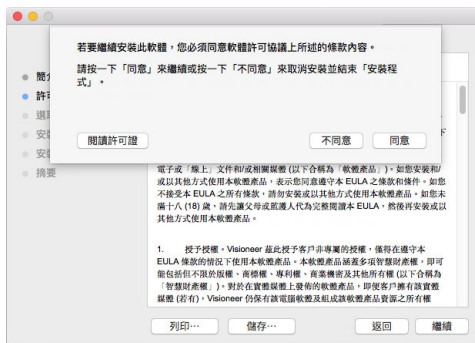 若要繼續安裝此軟體，您必須同意軟體許可協議上所述的條款內容。
請按一下「同意」來繼續或按一下「不同意」來取消安裝並結束「安裝程
式」。
閱讀許可證
不同意
同意
簡
許
選
安
安
摘要
電子或「線上」文件和/或相關媒體 (以下合稱為「軟體產品」)。如您安裝和/
或以其他方式使用本軟體產品，表示您同意遵守本 EULA 之條款和條件。如您
不接受本 EULA 之所有條款，請勿安裝或以其他方式使用本軟體產品。如您未
滿十八 (18) 歲，請先讓父母或監護人代為完整閱讀本 EULA，然後再安裝或以
其他方式使用本軟體產品。
1. 授予授權。Visioneer 茲此授予客戶非專屬的授權，僅得在遵守本
EULA 條款的情況下使用本軟體產品。本軟體產品涵蓋多項智慧財產權，即可
能包括但不限於版權、商標權、專利權、商業機密及其他所有權 (以下合稱為
「智慧財產權」)。對於在實體媒體上發佈的軟體產品，即便客戶擁有該實體
媒體 (若有)，Visioneer 仍保有該電腦軟體及組成該軟體產品資源之所有權
列印⋯
儲存⋯
返回
繼續